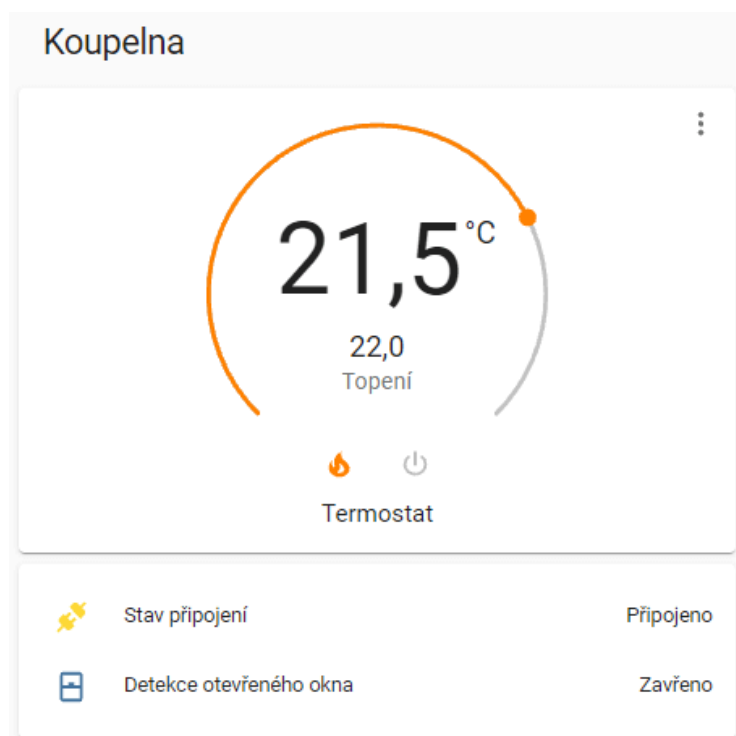 Koupelna
21,5 °C
22,0
Topení
Termostat
Stav připojení Připojeno
Detekce otevřeného okna Zavřeno